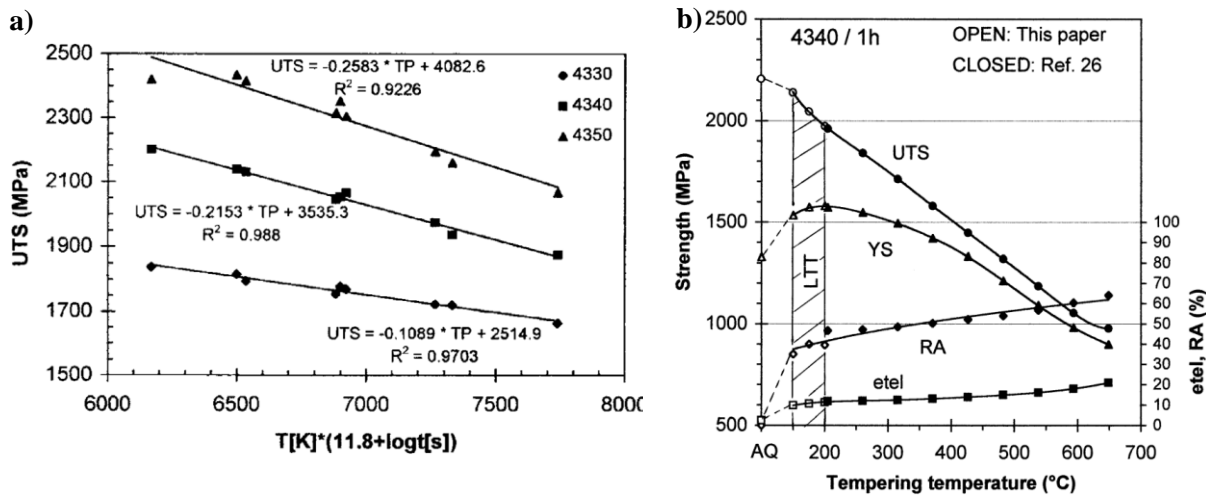 a)
2500
2300
2100
1900
1700
1500
UTS (MPa)
UTS = -0.2583 * TP + 4082.6
R² = 0.9226
4330
4340
4350
UTS = -0.2153 * TP + 3535.3
R² = 0.988
UTS = -0.1089 * TP + 2514.9
R² = 0.9703
6000 6500 7000 7500 8000
T[K]*(11.8+logt[s])
b)
2500
2000
1500
1000
500
Strength (MPa)
4340 / 1h
OPEN: This paper
CLOSED: Ref. 26
UTS
YS
LTT
RA
etel
100
90
80
70
60
50
40
30
20
10
0
etel, RA (%)
AQ 100 200 300 400 500 600 700
Tempering temperature (°C)